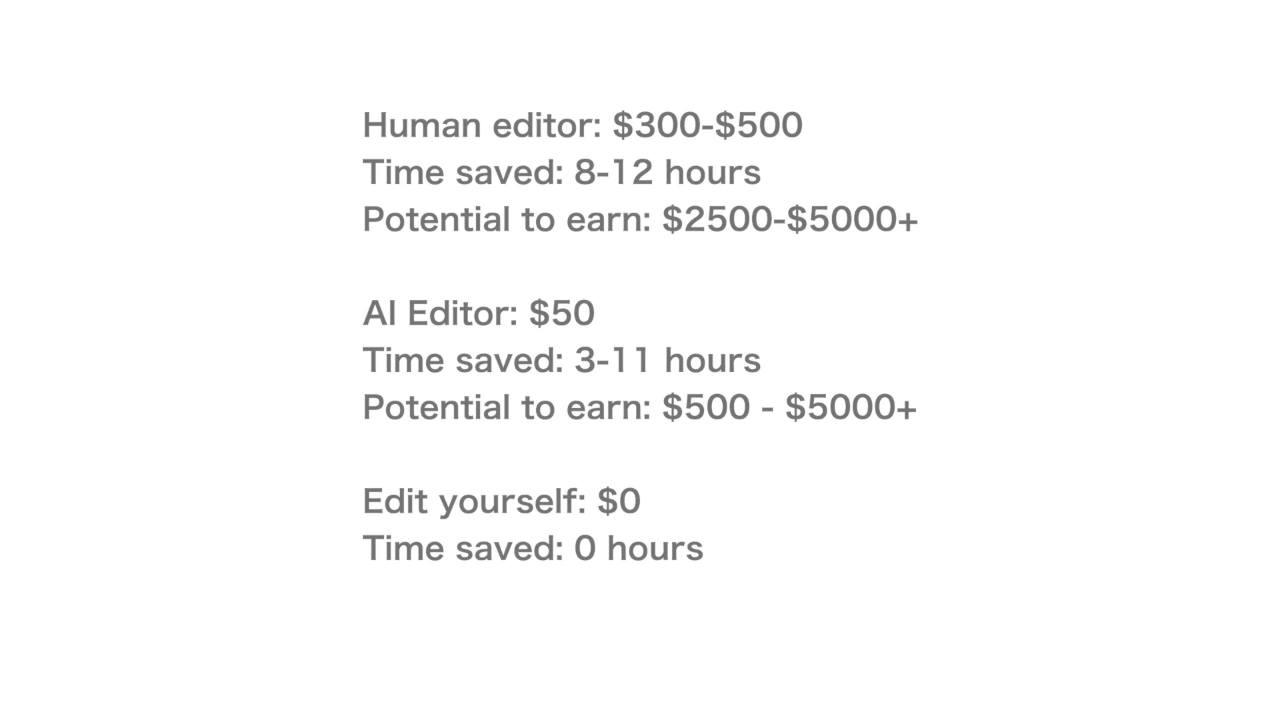 Human editor: $300-$500
Time saved: 8-12 hours
Potential to earn: $2500-$5000+
AI Editor: $50
Time saved: 3-11 hours
Potential to earn: $500 - $5000+
Edit yourself: $0
Time saved: 0 hours